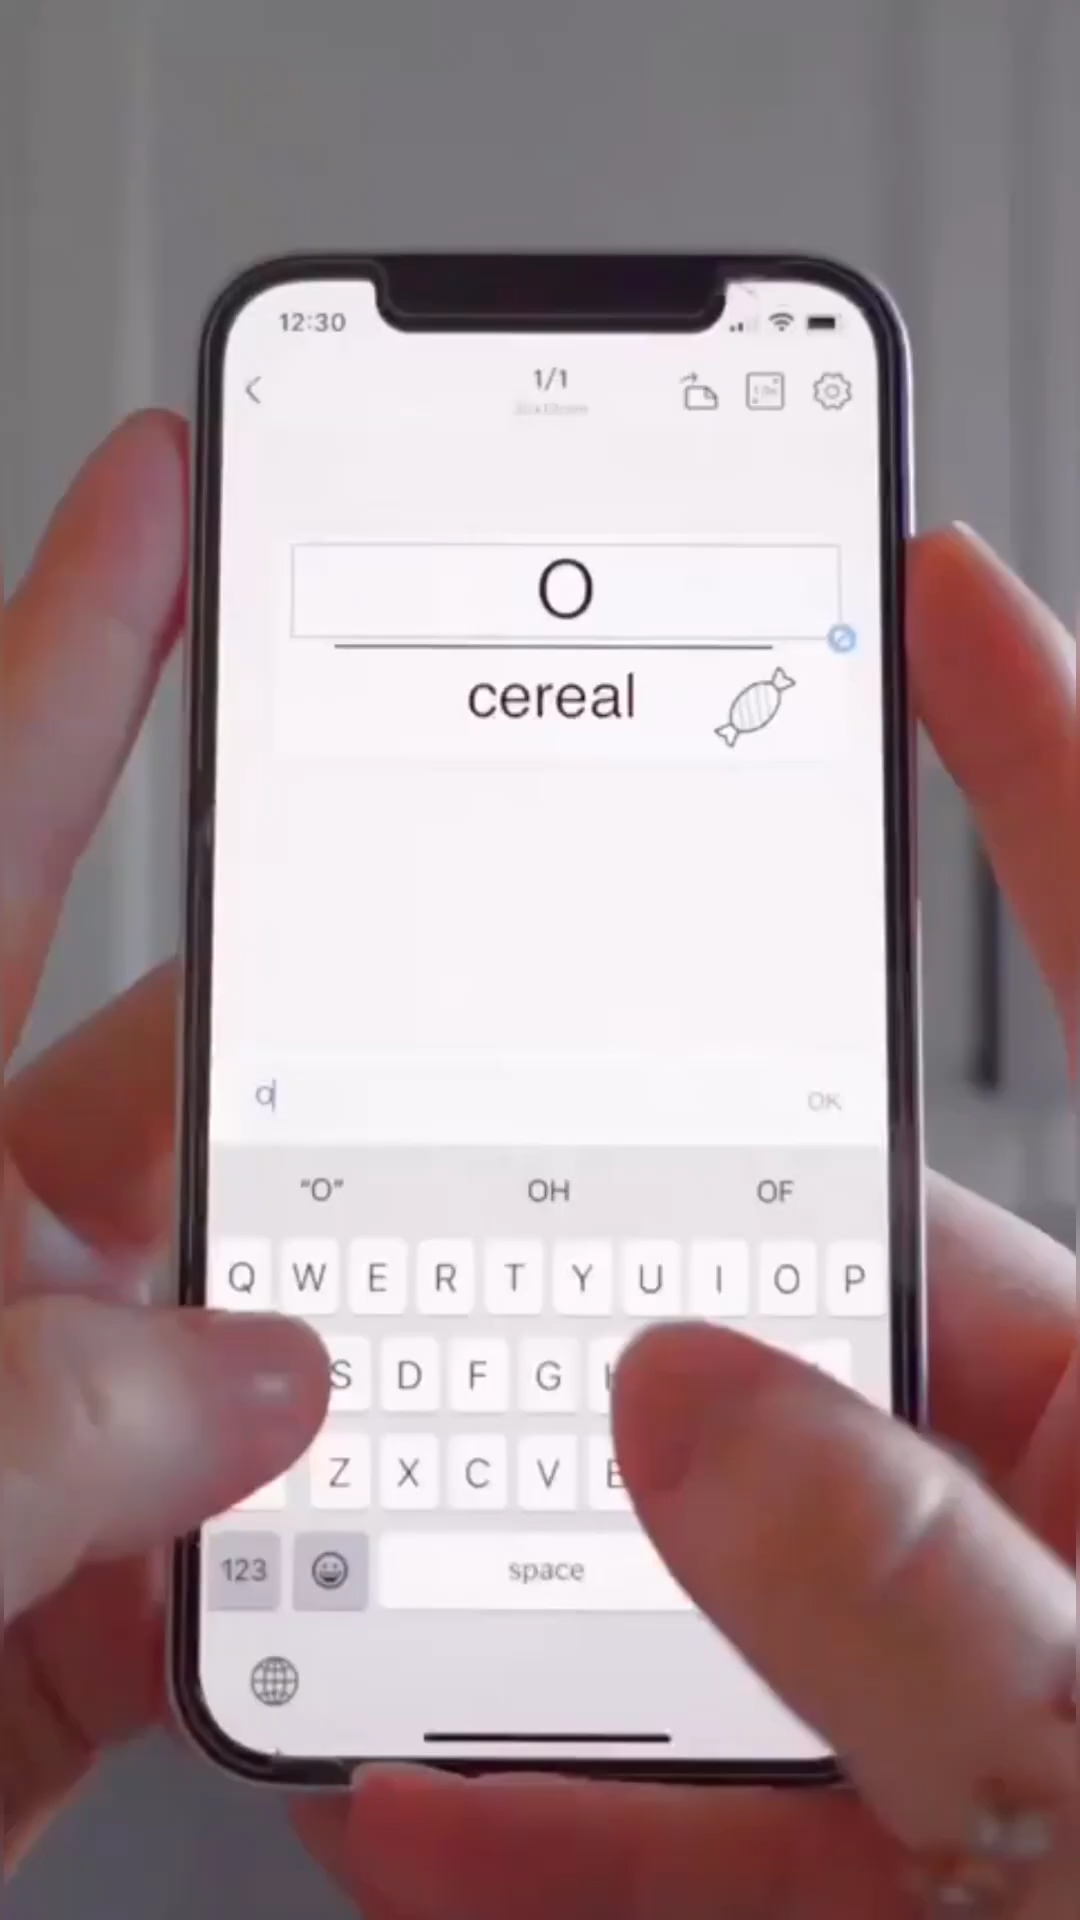 12:30
1/1
O
cereal
o
OK
“O” OH OF
Q W E R T Y U I O P
S D F G
Z X C V B
123 space